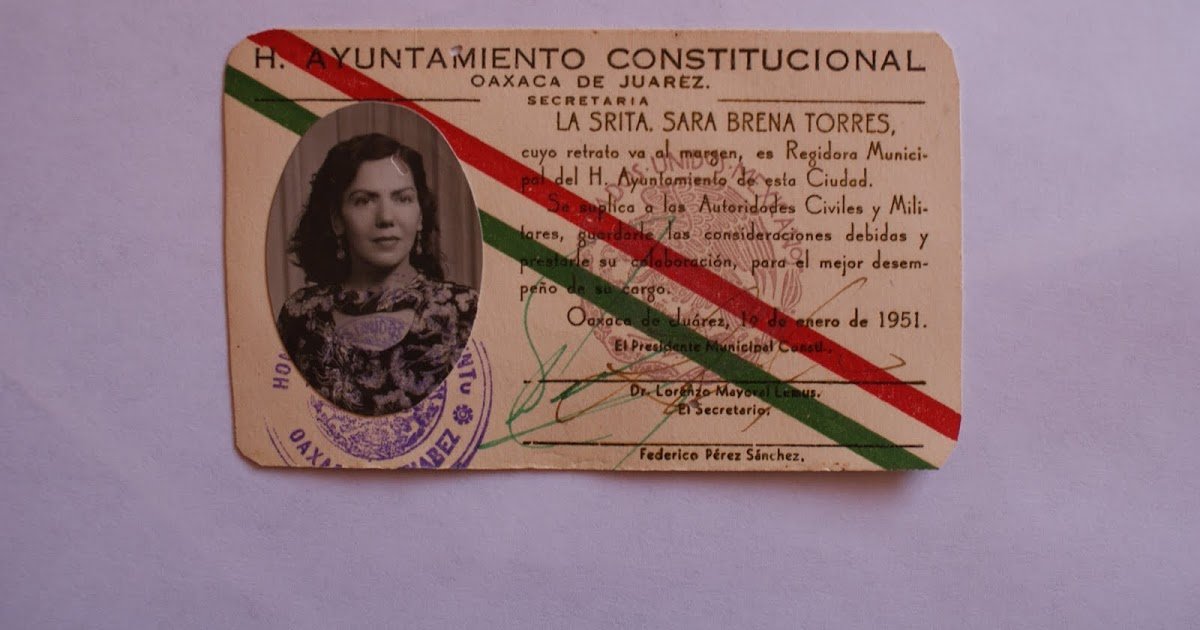 H. AYUNTAMIENTO CONSTITUCIONAL
OAXACA DE JUAREZ.
SECRETARIA
LA SRITA. SARA BRENA TORRES,
cuyo retrato va al margen, es Regidora Munici-
pal del H. Ayuntamiento de esta Ciudad.
Se suplica a las Autoridades Civiles y Mili-
tares, guardarle las consideraciones debidas y
prestarle su colaboración, para el mejor desem-
peño de su cargo.
Oaxaca de Juárez, 1o de enero de 1951.
El Presidente Municipal Constl.,
Dr. Lorenzo Mayoral Lemus.
El Secretario,
Federico Pérez Sánchez.